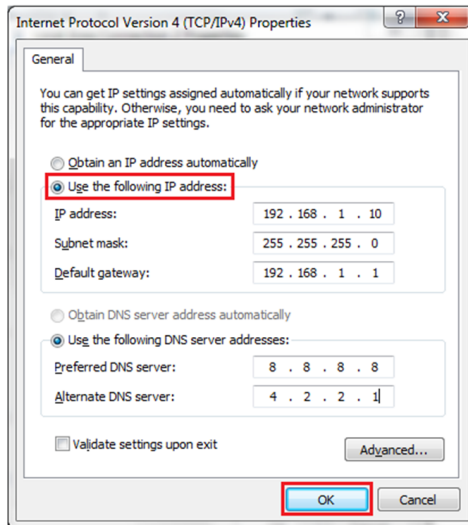 Internet Protocol Version 4 (TCP/IPv4) Properties
General
You can get IP settings assigned automatically if your network supports
this capability. Otherwise, you need to ask your network administrator
for the appropriate IP settings.
Obtain an IP address automatically
Use the following IP address:
IP address: 192 . 168 . 1 . 10
Subnet mask: 255 . 255 . 255 . 0
Default gateway: 192 . 168 . 1 . 1
Obtain DNS server address automatically
Use the following DNS server addresses:
Preferred DNS server: 8 . 8 . 8 . 8
Alternate DNS server: 4 . 2 . 2 . 1
Validate settings upon exit
Advanced...
OK Cancel